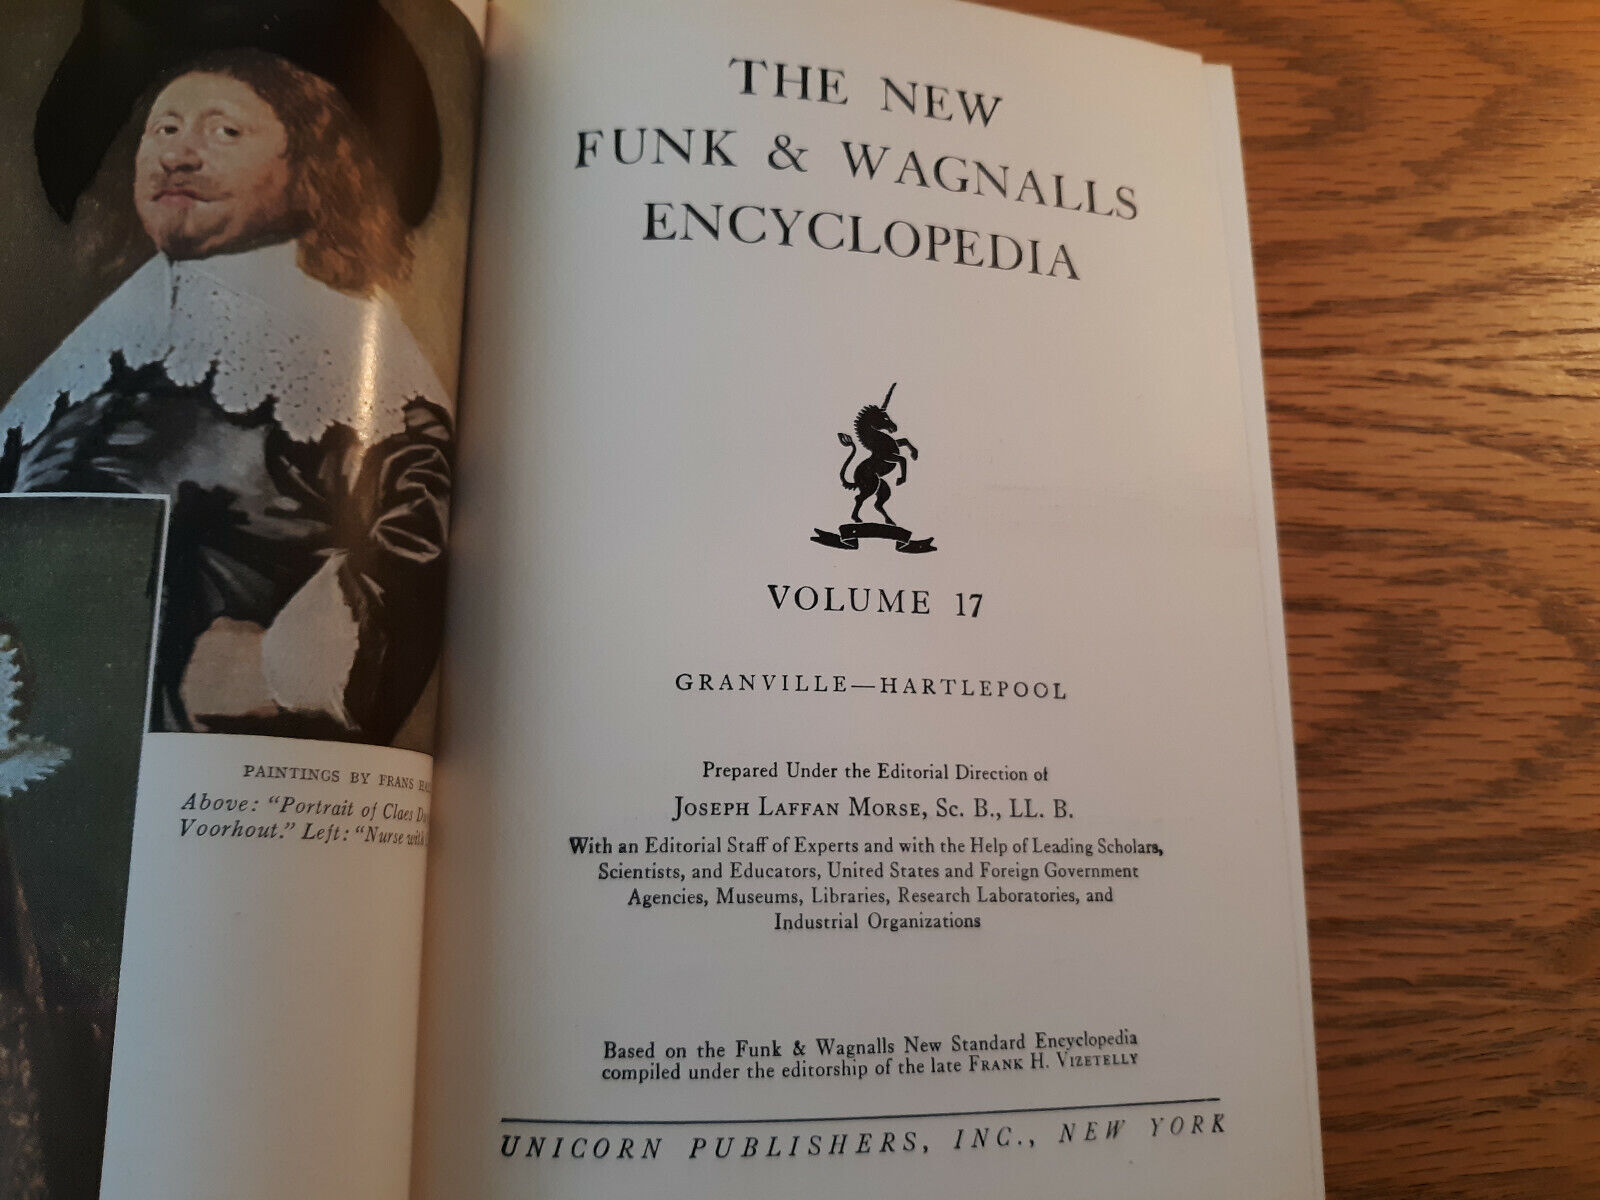 PAINTINGS BY FRANS
Above: "Portrait of Claes
Voorhout." Left: "Nurse with
THE NEW
FUNK & WAGNALLS
ENCYCLOPEDIA
VOLUME 17
GRANVILLE—HARTLEPOOL
Prepared Under the Editorial Direction of
JOSEPH LAFFAN MORSE, Sc. B., LL. B.
With an Editorial Staff of Experts and with the Help of Leading Scholars,
Scientists, and Educators, United States and Foreign Government
Agencies, Museums, Libraries, Research Laboratories, and
Industrial Organizations
Based on the Funk & Wagnalls New Standard Encyclopedia
compiled under the editorship of the late FRANK H. VIZETELLY
UNICORN PUBLISHERS, INC., NEW YORK